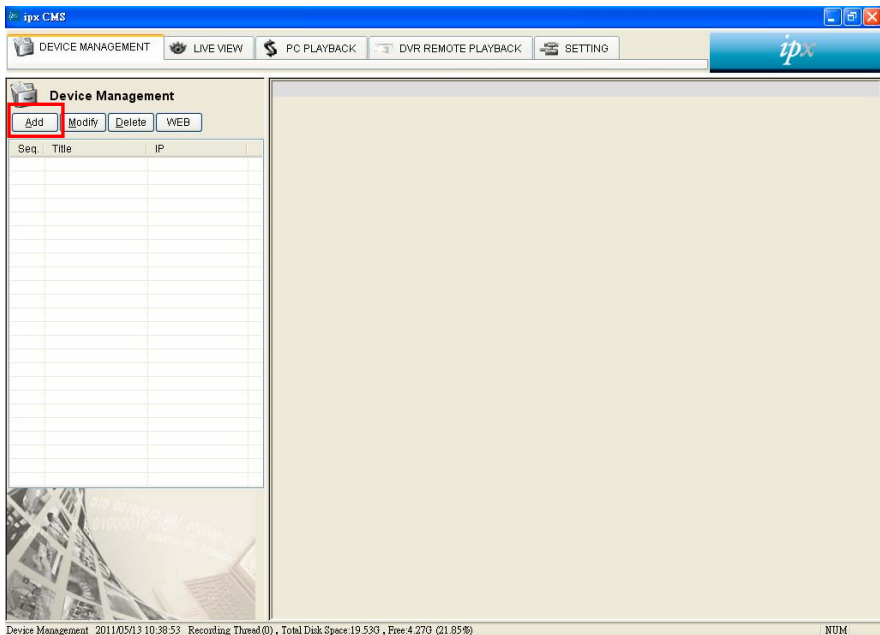 ipx CMS
DEVICE MANAGEMENT LIVE VIEW PC PLAYBACK DVR REMOTE PLAYBACK SETTING
ipx
Device Management
Add Modify Delete WEB
Seq. Title IP
Device Management 2011/05/13 10:38:53 Recording Thread(0) , Total Disk Space:19.53G , Free:4.27G (21.85%) NUM